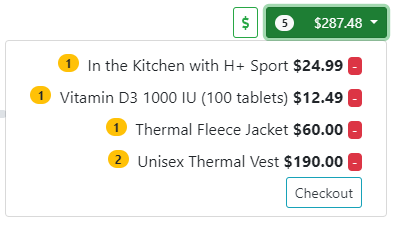 $ 5 $287.48
1 In the Kitchen with H+ Sport $24.99 -
1 Vitamin D3 1000 IU (100 tablets) $12.49 -
1 Thermal Fleece Jacket $60.00 -
2 Unisex Thermal Vest $190.00 -
Checkout